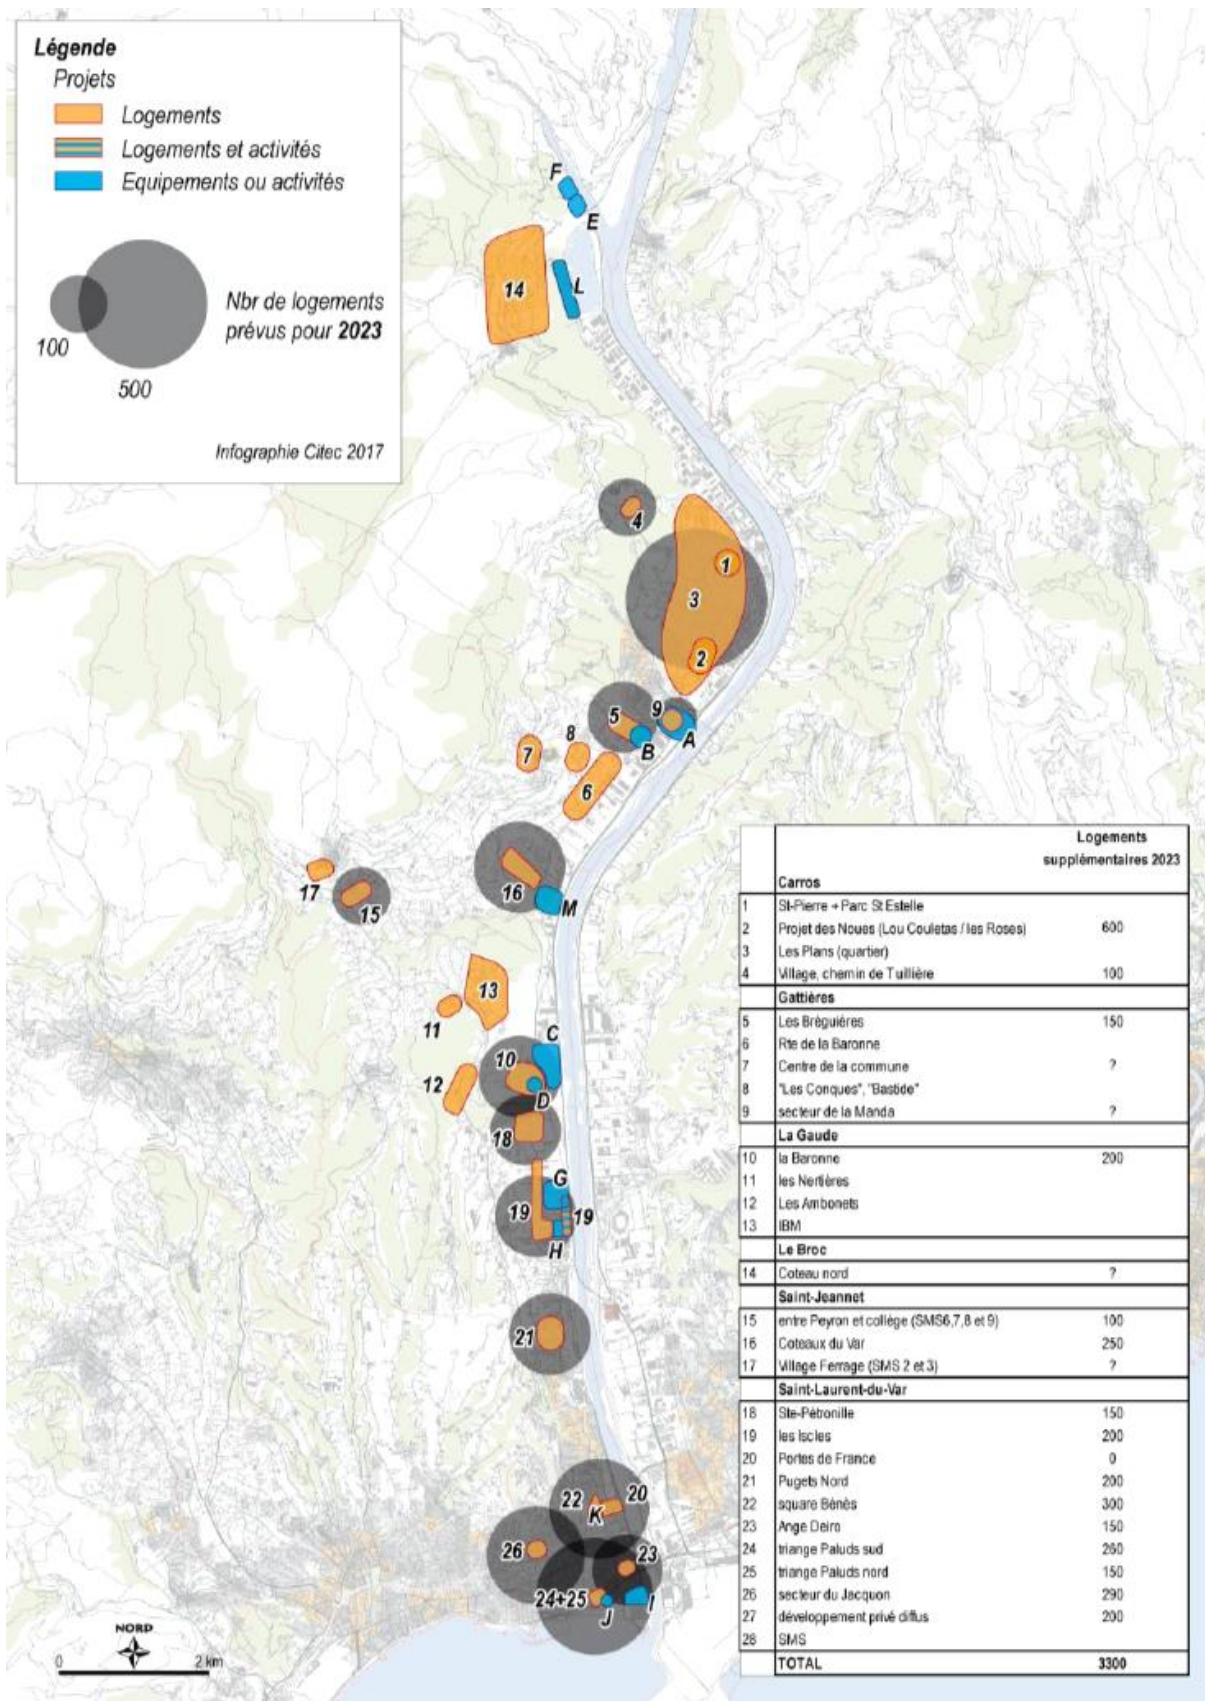 Légende
Projets
Logements
Logements et activités
Equipements ou activités
Nbr de logements
prévus pour 2023
100
500
Infographie Citec 2017
F
E
14
L
4
1
3
2
5
9
B
A
7
8
6
16
M
17
15
13
11
C
10
D
12
18
G
19
19
H
21
22
20
K
26
23
24+25
J
I
NORD
0
2 km
Logements
supplémentaires 2023
Carros
1 St-Pierre + Parc St Estelle
2 Projet des Noues (Lou Couletas / les Roses) 600
3 Les Plans (quartier)
4 Village, chemin de Tuillière 100
Gattières
5 Les Bréguières 150
6 Rte de la Baronne
7 Centre de la commune ?
8 "Les Conques", "Bastide"
9 secteur de la Manda ?
La Gaude
10 la Baronne 200
11 les Nertières
12 Les Ambonets
13 IBM
Le Broc
14 Coteau nord ?
Saint-Jeannet
15 entre Peyron et collège (SMS6,7,8 et 9) 100
16 Coteaux du Var 250
17 Village Ferrage (SMS 2 et 3) ?
Saint-Laurent-du-Var
18 Ste-Pétronille 150
19 les Iscles 200
20 Portes de France 0
21 Pugets Nord 200
22 square Bénès 300
23 Ange Deiro 150
24 triange Paluds sud 260
25 triange Paluds nord 150
26 secteur du Jacquon 290
27 développement privé diffus 200
28 SMS
TOTAL 3300